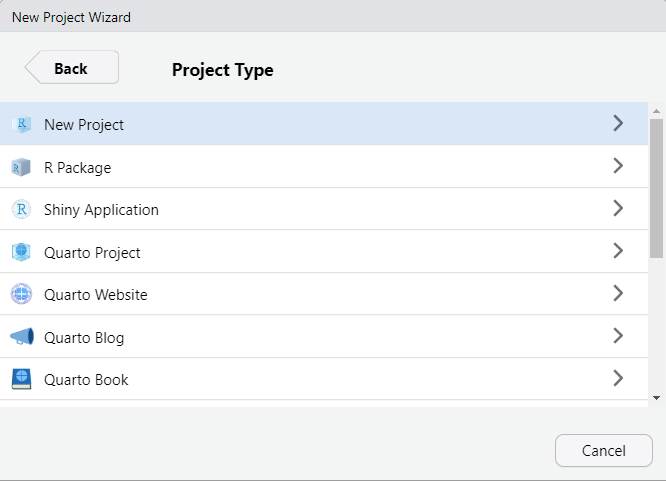 New Project Wizard
Back
Project Type
R New Project
R R Package
R Shiny Application
Quarto Project
Quarto Website
Quarto Blog
Quarto Book
Cancel